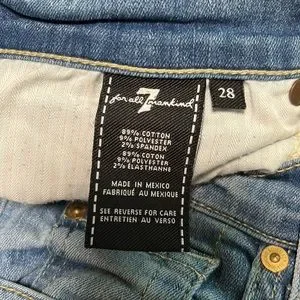 7
for all mankind
28
89% COTTON
9% POLYESTER
2% SPANDEX
89% COTON
9% POLYESTER
2% ELASTHANNE
MADE IN MEXICO
FABRIQUÉ AU MEXIQUE
SEE REVERSE FOR CARE
ENTRETIEN AU VERSO